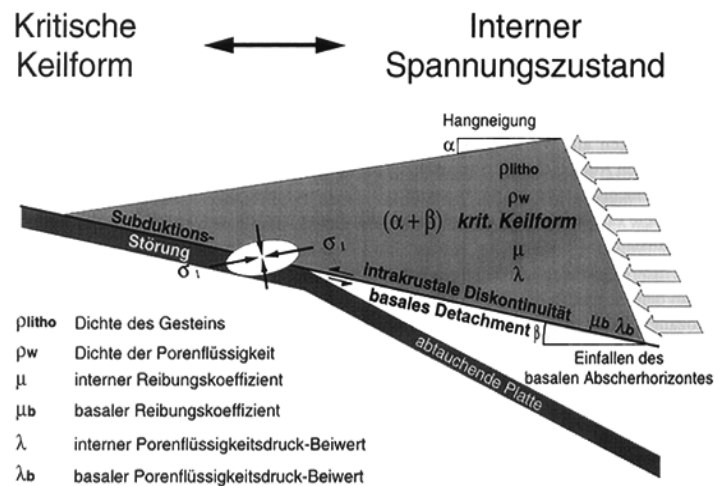 Kritische
Keilform
Interner
Spannungszustand
Hangneigung
α
ρlitho
ρw
(α + β) krit. Keilform
μ
λ
Subduktions-
Störung
σ1
σ1
Intrakrustale Diskontinuität
basales Detachment
β
μb λb
abtauchende Platte
Einfallen des
basalen Abscherhorizontes
ρlitho Dichte des Gesteins
ρw Dichte der Porenflüssigkeit
μ interner Reibungskoeffizient
μb basaler Reibungskoeffizient
λ interner Porenflüssigkeitsdruck-Beiwert
λb basaler Porenflüssigkeitsdruck-Beiwert